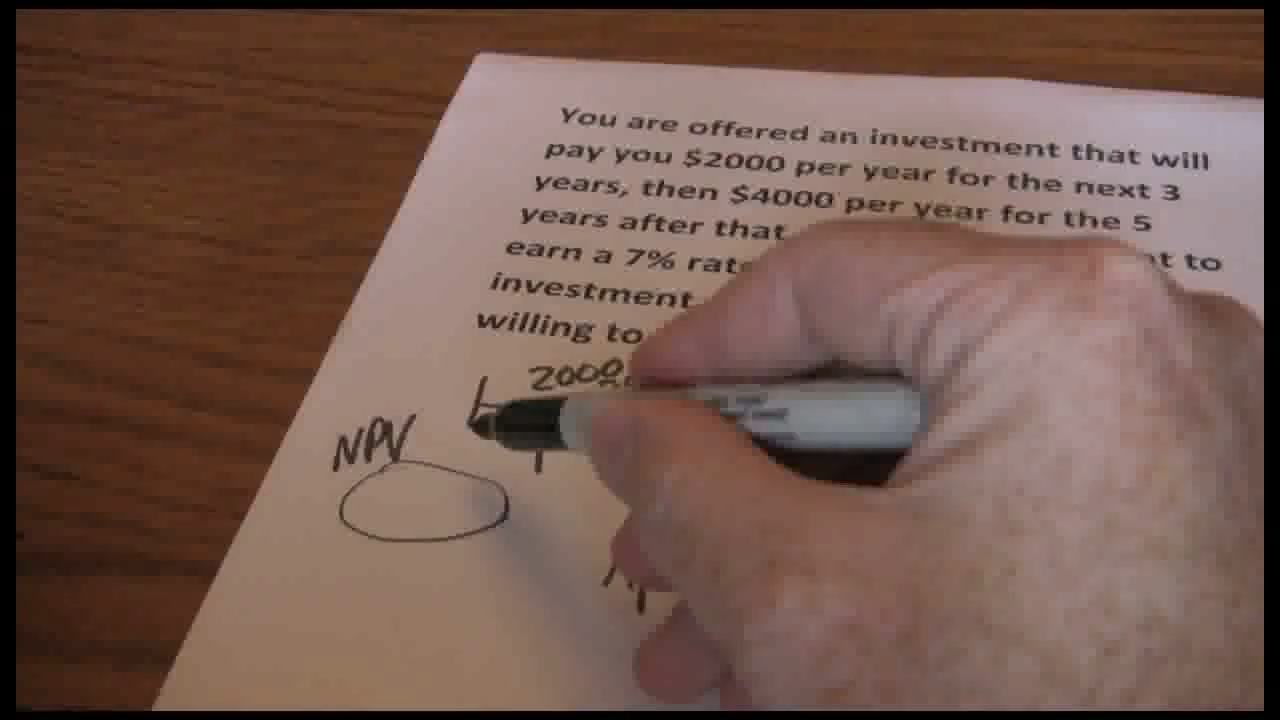 You are offered an investment that will
pay you $2000 per year for the next 3
years, then $4000 per year for the 5
years after that to
earn a 7%
investment
willing to
2000
NPV